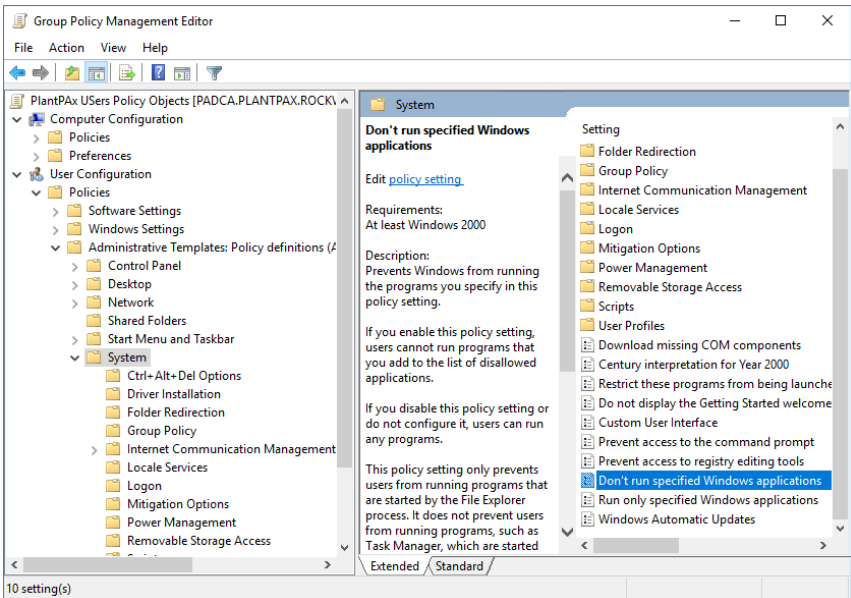 Group Policy Management Editor
File Action View Help
PlantPAx USers Policy Objects [PADCA.PLANTPAX.ROCKV
Computer Configuration
Policies
Preferences
User Configuration
Policies
Software Settings
Windows Settings
Administrative Templates: Policy definitions (A
Control Panel
Desktop
Network
Shared Folders
Start Menu and Taskbar
System
Ctrl+Alt+Del Options
Driver Installation
Folder Redirection
Group Policy
Internet Communication Management
Locale Services
Logon
Mitigation Options
Power Management
Removable Storage Access
System
Don't run specified Windows
applications
Edit policy setting
Requirements:
At least Windows 2000
Description:
Prevents Windows from running
the programs you specify in this
policy setting.
If you enable this policy setting,
users cannot run programs that
you add to the list of disallowed
applications.
If you disable this policy setting or
do not configure it, users can run
any programs.
This policy setting only prevents
users from running programs that
are started by the File Explorer
process. It does not prevent users
from running programs, such as
Task Manager, which are started
Setting
Folder Redirection
Group Policy
Internet Communication Management
Locale Services
Logon
Mitigation Options
Power Management
Removable Storage Access
Scripts
User Profiles
Download missing COM components
Century interpretation for Year 2000
Restrict these programs from being launche
Do not display the Getting Started welcome
Custom User Interface
Prevent access to the command prompt
Prevent access to registry editing tools
Don't run specified Windows applications
Run only specified Windows applications
Windows Automatic Updates
Extended Standard
10 setting(s)